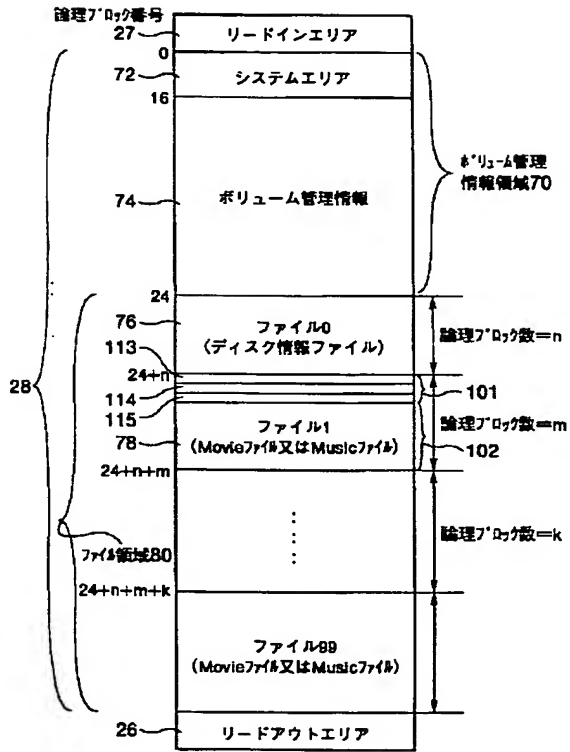 論理ブロック番号
27
リードインエリア
0
72
システムエリア
16
ボリューム管理
情報領域70
74
ボリューム管理情報
24
76
ファイル0
(ディスク情報ファイル)
論理ブロック数=n
113
24+n
114
101
115
28
ファイル1
論理ブロック数=m
78
(Movieファイル又はMusicファイル)
102
24+n+m
ファイル領域80
論理ブロック数=k
24+n+m+k
ファイル99
(Movieファイル又はMusicファイル)
26
リードアウトエリア